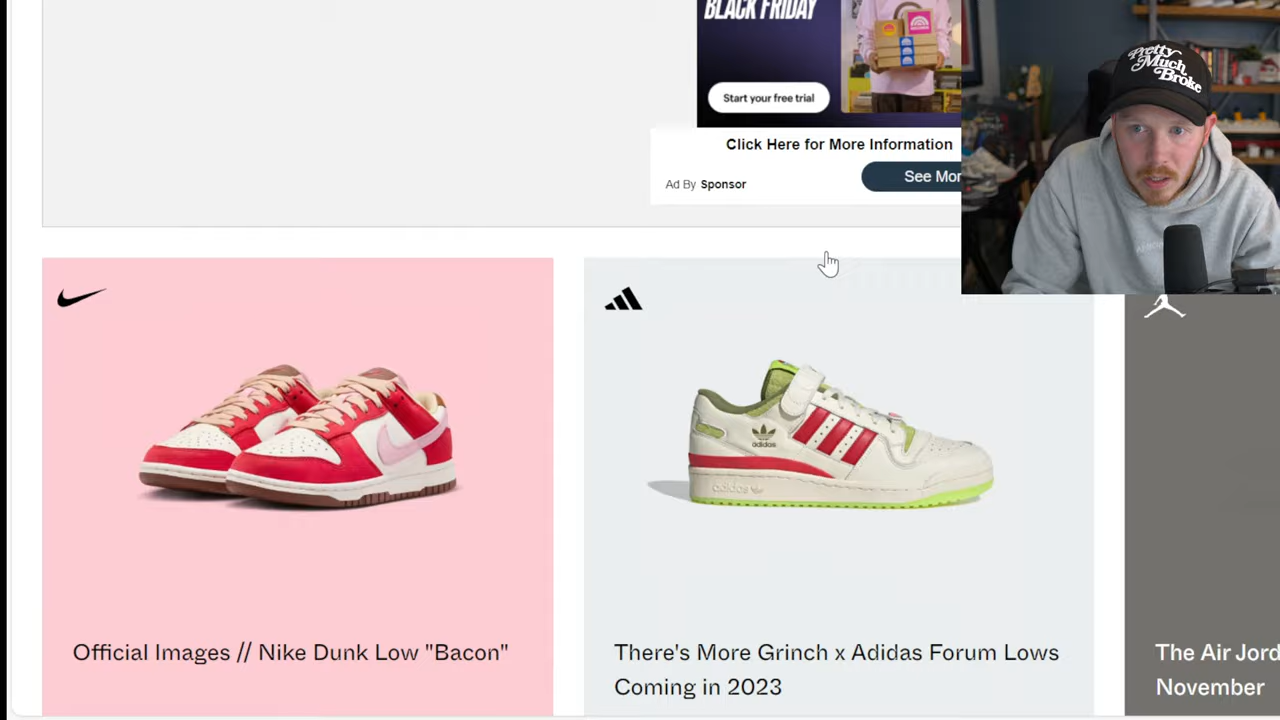 BLACK FRIDAY
Start your free trial
Click Here for More Information
Ad By Sponsor
See Mor
Pretty
Much
Broke
adidas
adidas
Official Images // Nike Dunk Low "Bacon"
There's More Grinch x Adidas Forum Lows
Coming in 2023
The Air Jord
November